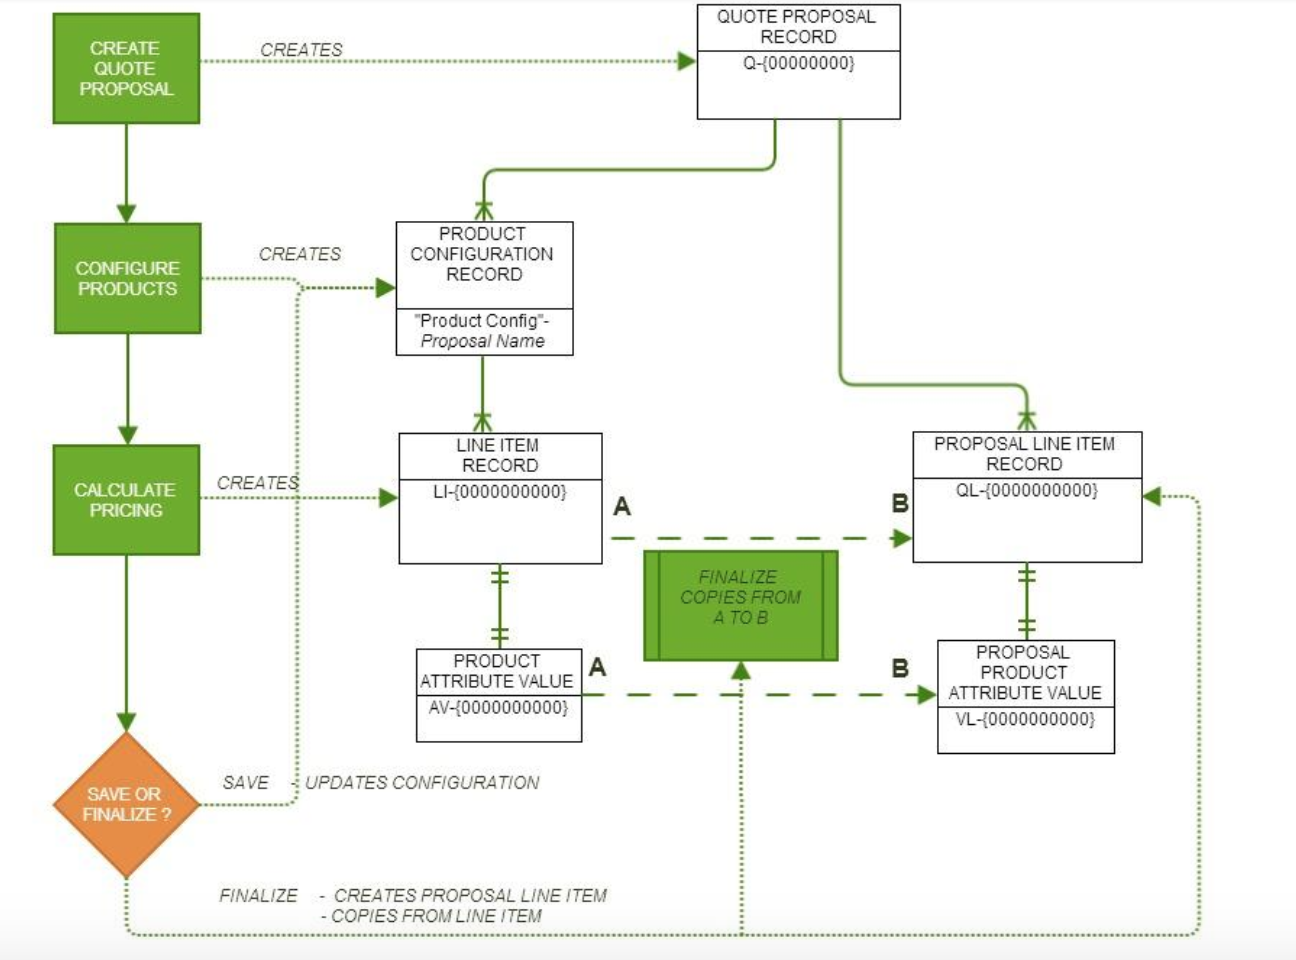 CREATE
QUOTE
PROPOSAL
CREATES
QUOTE PROPOSAL
RECORD
Q-{00000000}
CONFIGURE
PRODUCTS
CREATES
PRODUCT
CONFIGURATION
RECORD
"Product Config"-
Proposal Name
CALCULATE
PRICING
CREATES
LINE ITEM
RECORD
LI-{0000000000}
A
B
PROPOSAL LINE ITEM
RECORD
QL-{0000000000}
FINALIZE
COPIES FROM
A TO B
PRODUCT
ATTRIBUTE VALUE
AV-{0000000000}
A
B
PROPOSAL
PRODUCT
ATTRIBUTE VALUE
VL-{0000000000}
SAVE OR
FINALIZE ?
SAVE - UPDATES CONFIGURATION
FINALIZE - CREATES PROPOSAL LINE ITEM
- COPIES FROM LINE ITEM